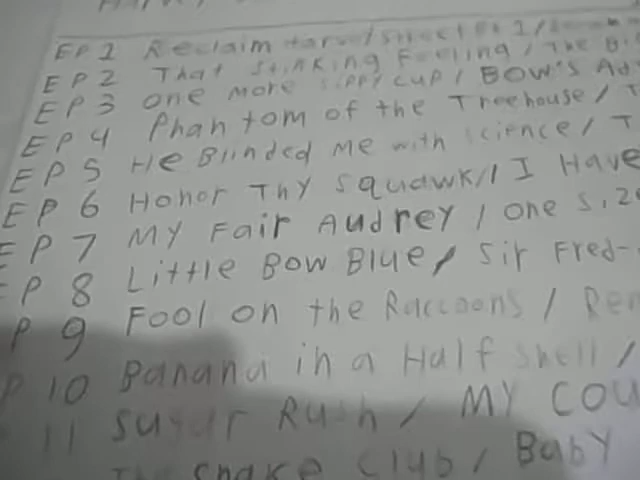 EP 1 Reclaim
EP 2 That Stinking Feeling / The
EP 3 One more Sippy Cup / Bow's
EP 4 Phantom of the Treehouse /
EP 5 He Blinded Me with Science / T
EP 6 Honor Thy Squawk / I Have
EP 7 My Fair Audrey / One
EP 8 Little Bow Blue / Sir Fred-
P 9 Fool on the Raccoons /
P 10 Banana in a Half Shell /
11 Sugar Rush / My
The Snake Club / Baby